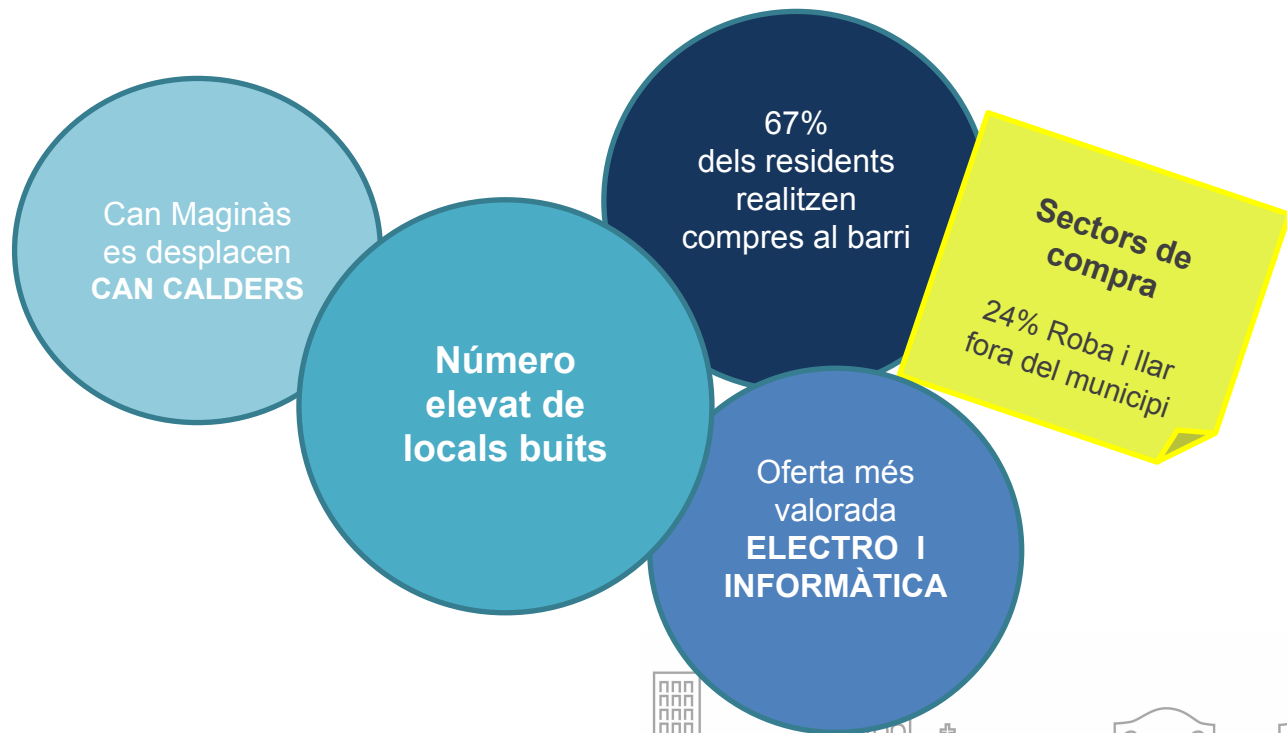 Can Maginàs
es desplacen
CAN CALDERS
Número
elevat de
locals buits
67%
dels residents
realitzen
compres al barri
Oferta més
valorada
ELECTRO I
INFORMÀTICA
Sectors de
compra
24% Roba i llar
fora del municipi